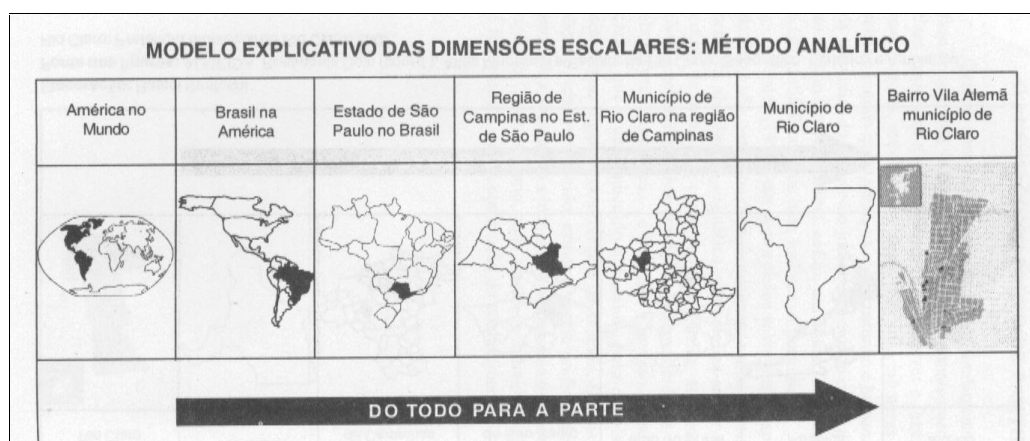 MODELO EXPLICATIVO DAS DIMENSÕES ESCALARES: MÉTODO ANALÍTICO
América no
Mundo
Brasil na
América
Estado de São
Paulo no Brasil
Região de
Campinas no Est.
de São Paulo
Município de
Rio Claro na região
de Campinas
Município de
Rio Claro
Bairro Vila Alemã
município de
Rio Claro
DO TODO PARA A PARTE